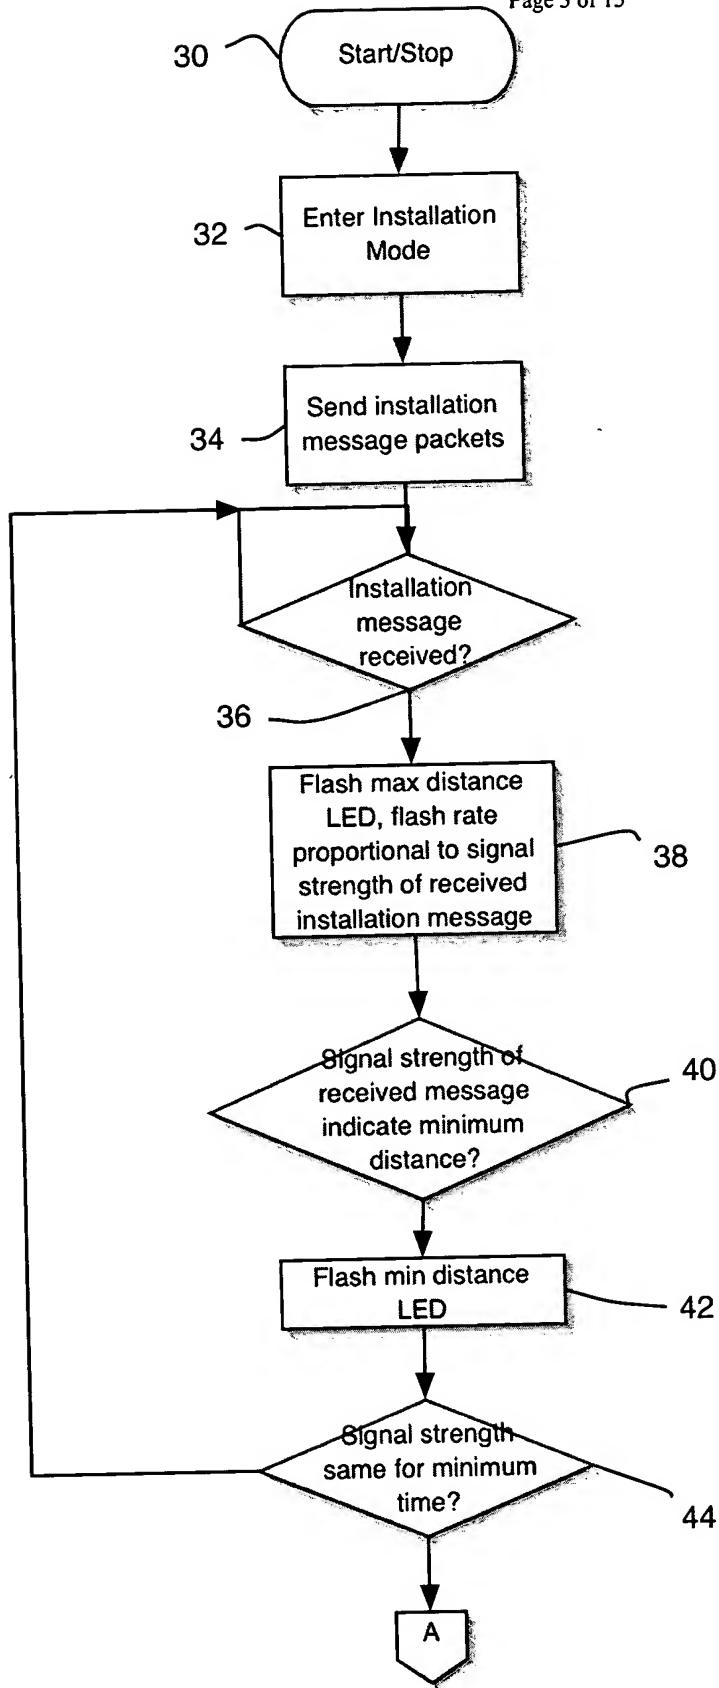 Page 3 of 13
30
Start/Stop
32
Enter Installation
Mode
34
Send installation
message packets
Installation
message
received?
36
Flash max distance
LED, flash rate
proportional to signal
strength of received
installation message
38
Signal strength of
received message
indicate minimum
distance?
40
Flash min distance
LED
42
Signal strength
same for minimum
time?
44
A